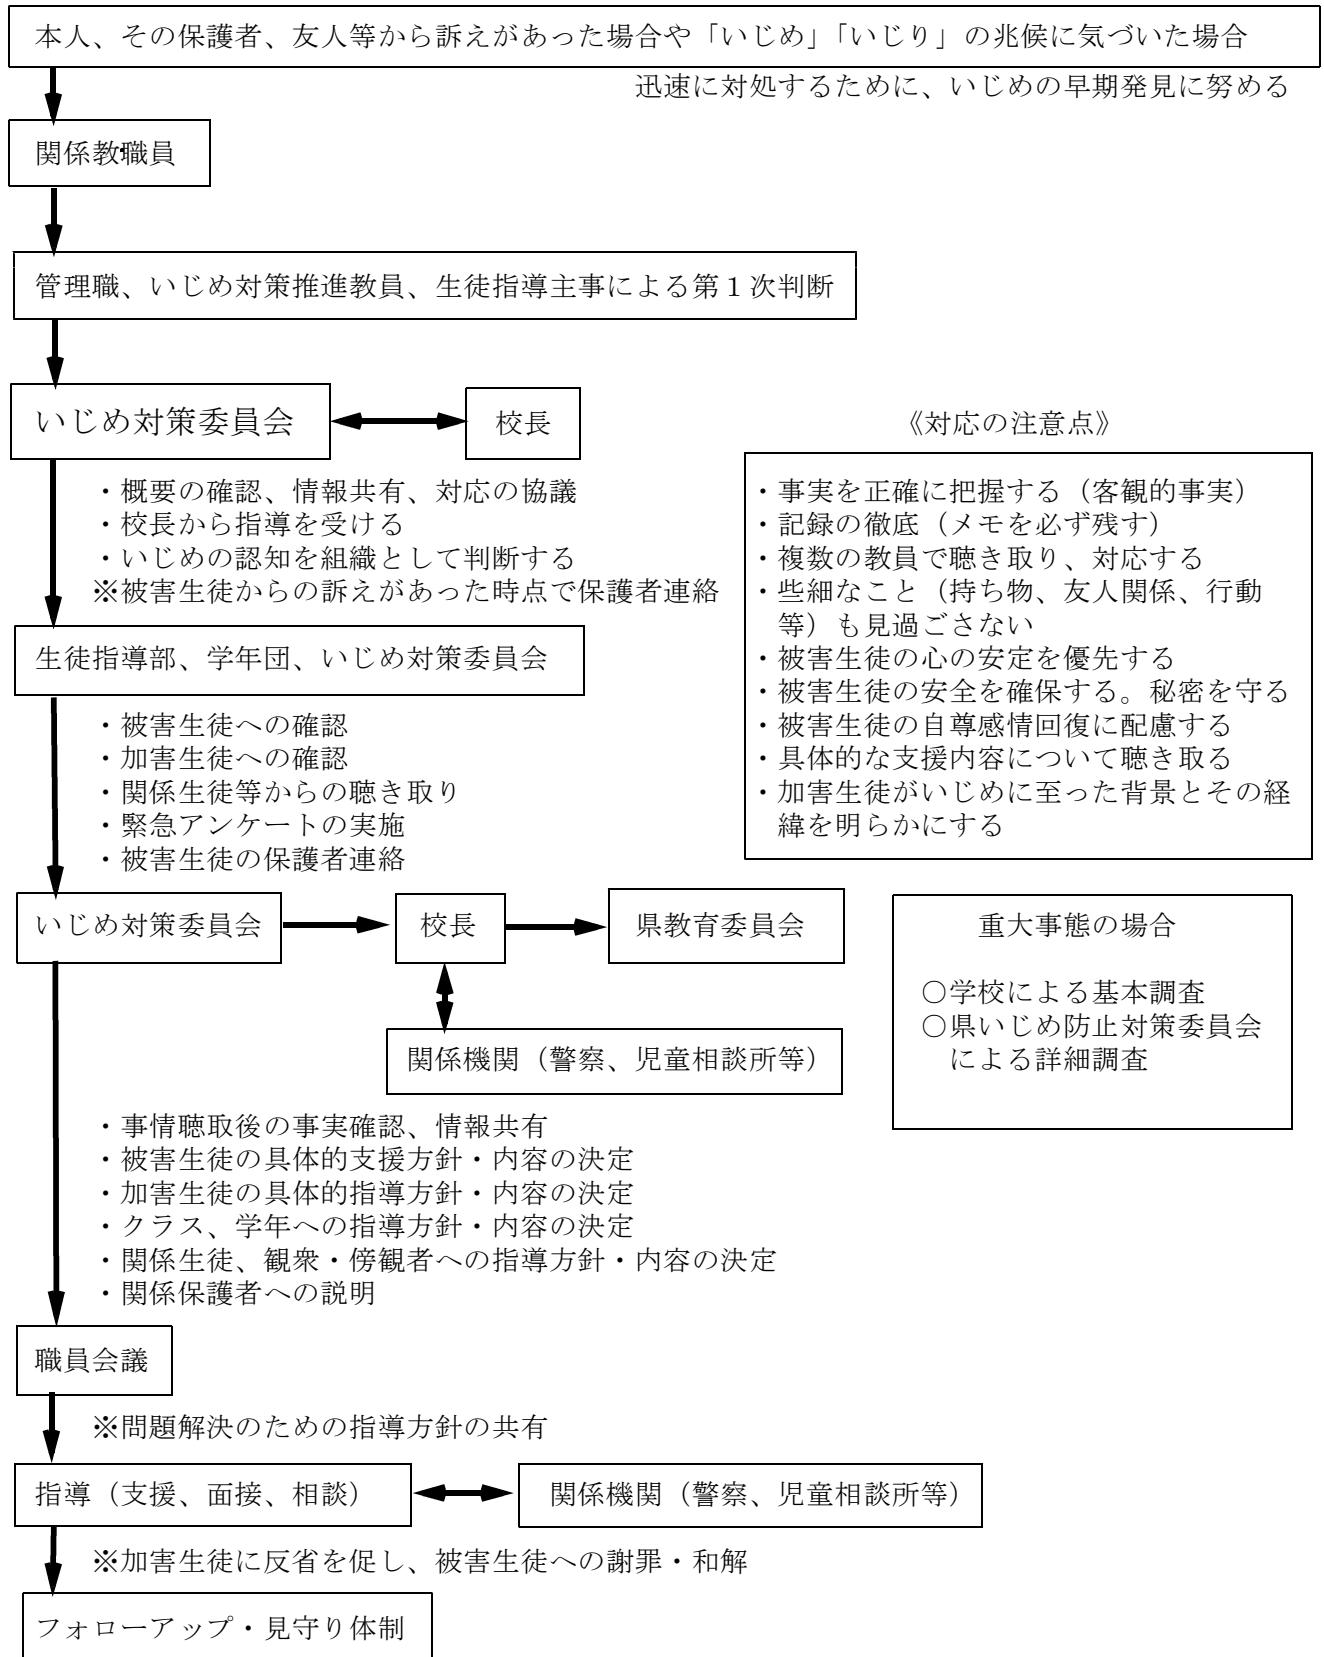 本人、その保護者、友人等から訴えがあった場合や「いじめ」「いじり」の兆候に気づいた場合
迅速に対処するために、いじめの早期発見に努める
関係教職員
管理職、いじめ対策推進教員、生徒指導主事による第１次判断
いじめ対策委員会
校長
・概要の確認、情報共有、対応の協議
・校長から指導を受ける
・いじめの認知を組織として判断する
※被害生徒からの訴えがあった時点で保護者連絡
《対応の注意点》
・事実を正確に把握する（客観的事実）
・記録の徹底（メモを必ず残す）
・複数の教員で聴き取り、対応する
・些細なこと（持ち物、友人関係、行動
等）も見過ごさない
・被害生徒の心の安定を優先する
・被害生徒の安全を確保する。秘密を守る
・被害生徒の自尊感情回復に配慮する
・具体的な支援内容について聴き取る
・加害生徒がいじめに至った背景とその経
緯を明らかにする
生徒指導部、学年団、いじめ対策委員会
・被害生徒への確認
・加害生徒への確認
・関係生徒等からの聴き取り
・緊急アンケートの実施
・被害生徒の保護者連絡
いじめ対策委員会
校長
県教育委員会
関係機関（警察、児童相談所等）
重大事態の場合
○学校による基本調査
○県いじめ防止対策委員会
による詳細調査
・事情聴取後の事実確認、情報共有
・被害生徒の具体的支援方針・内容の決定
・加害生徒の具体的指導方針・内容の決定
・クラス、学年への指導方針・内容の決定
・関係生徒、観衆・傍観者への指導方針・内容の決定
・関係保護者への説明
職員会議
※問題解決のための指導方針の共有
指導（支援、面接、相談）
関係機関（警察、児童相談所等）
※加害生徒に反省を促し、被害生徒への謝罪・和解
フォローアップ・見守り体制